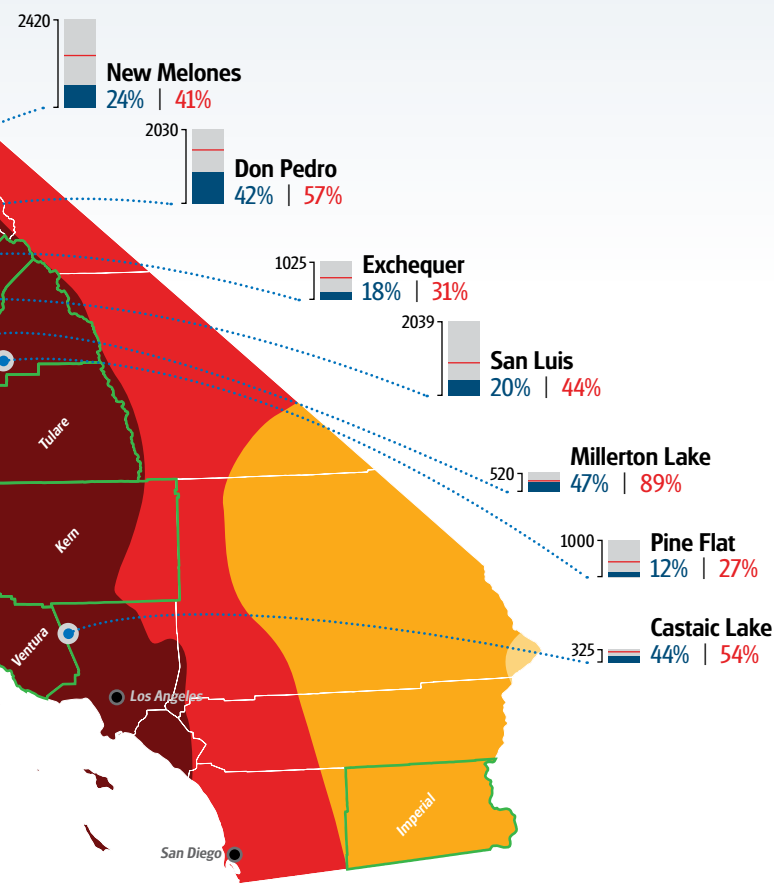 2420
New Melones
24% | 41%
2030
Don Pedro
42% | 57%
1025
Exchequer
18% | 31%
2039
San Luis
20% | 44%
Tulare
520
Millerton Lake
47% | 89%
Kern
1000
Pine Flat
12% | 27%
Ventura
325
Castaic Lake
44% | 54%
Los Angeles
Imperial
San Diego